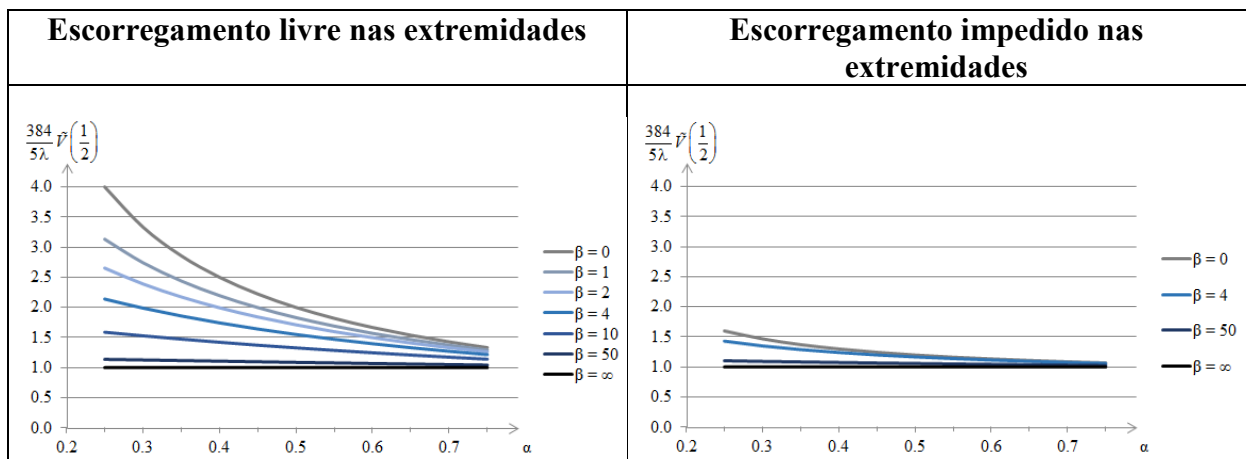 Escorregamento livre nas extremidades
Escorregamento impedido nas
extremidades
384/5λ Ṽ(1/2)
4.0
3.5
3.0
2.5
2.0
1.5
1.0
0.5
0.0
0.2 0.3 0.4 0.5 0.6 0.7 α
β = 0
β = 1
β = 2
β = 4
β = 10
β = 50
β = ∞
384/5λ Ṽ(1/2)
4.0
3.5
3.0
2.5
2.0
1.5
1.0
0.5
0.0
0.2 0.3 0.4 0.5 0.6 0.7 α
β = 0
β = 4
β = 50
β = ∞